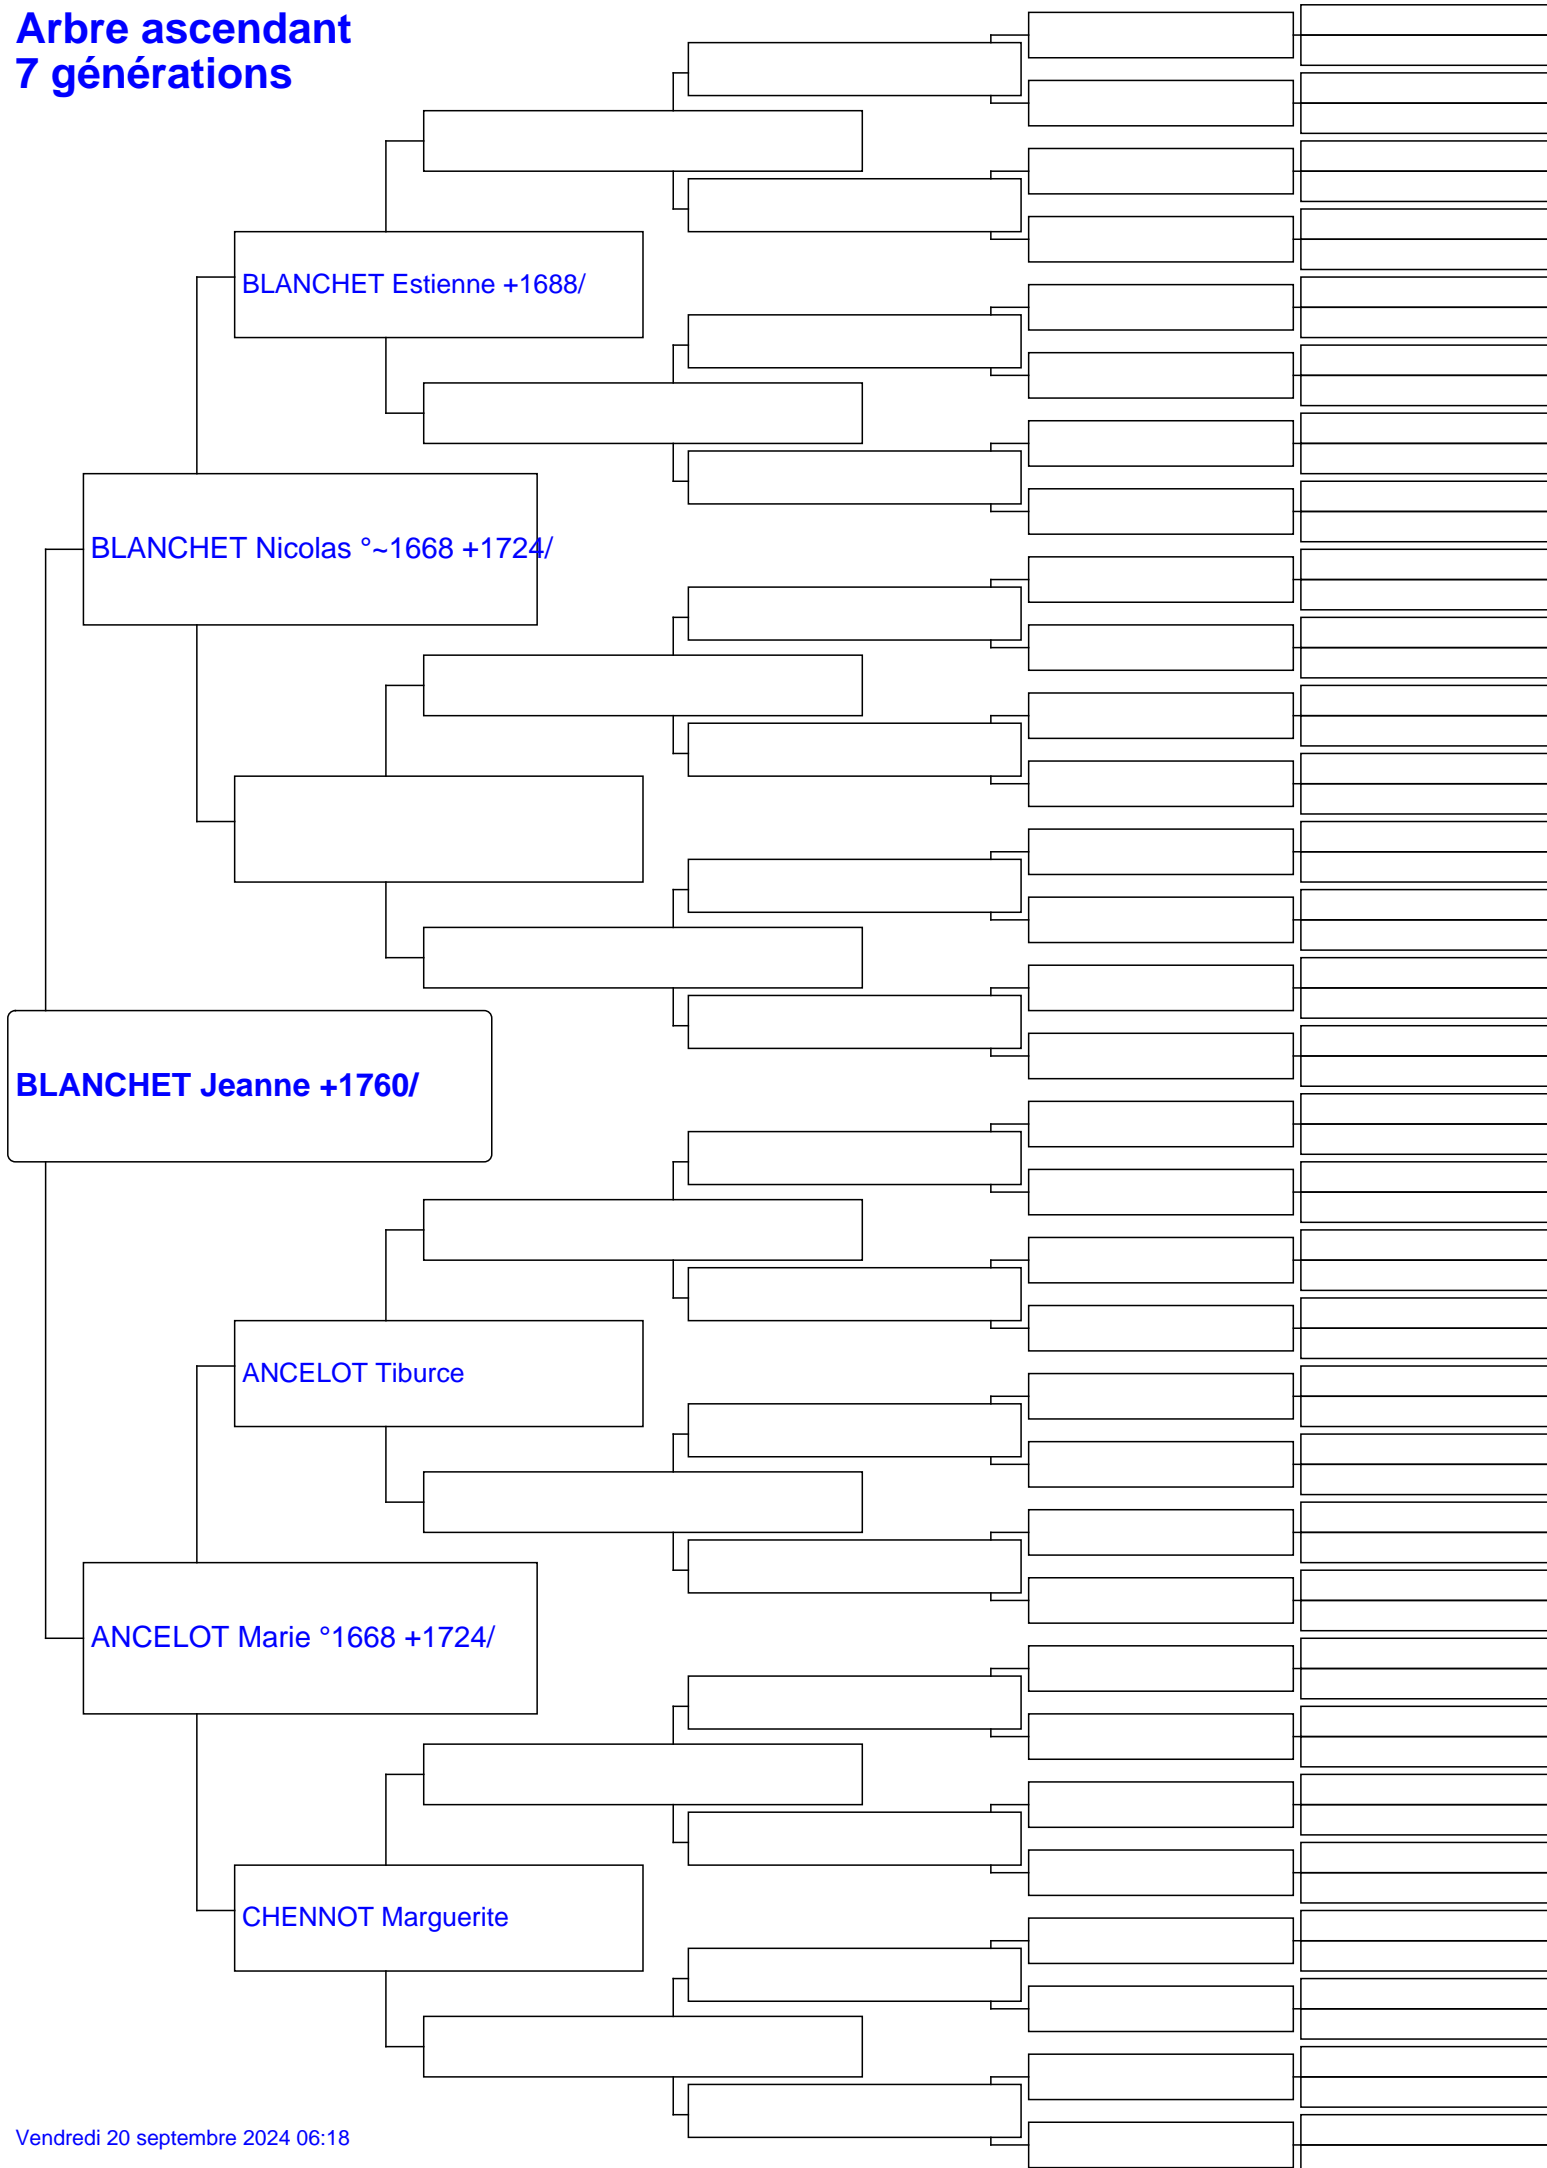 Arbre ascendant
7 générations
BLANCHET Estienne +1688/
BLANCHET Nicolas °~1668 +1724/
BLANCHET Jeanne +1760/
ANCELOT Tiburce
ANCELOT Marie °1668 +1724/
CHENNOT Marguerite
Vendredi 20 septembre 2024 06:18